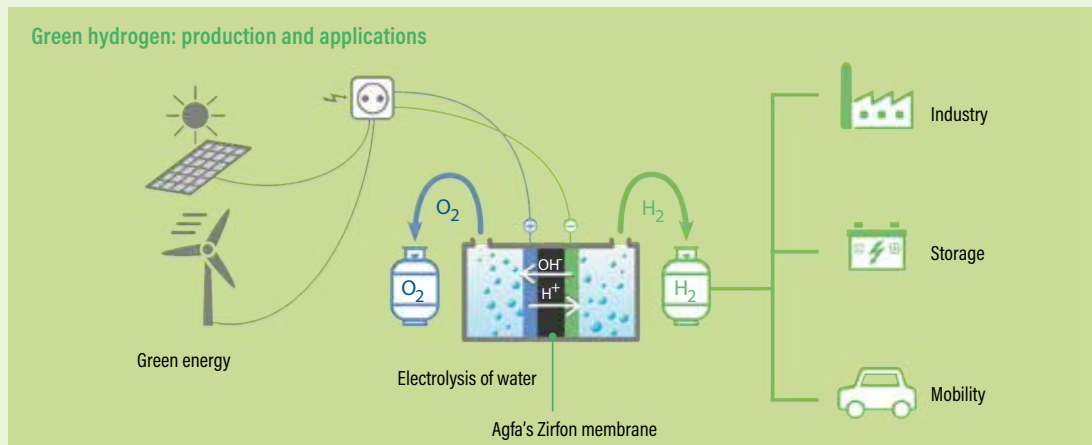 Green hydrogen: production and applications
Industry
O₂
H₂
+
−
OH⁻
H⁺
O₂
H₂
Storage
Green energy
Electrolysis of water
Mobility
Agfa's Zirfon membrane